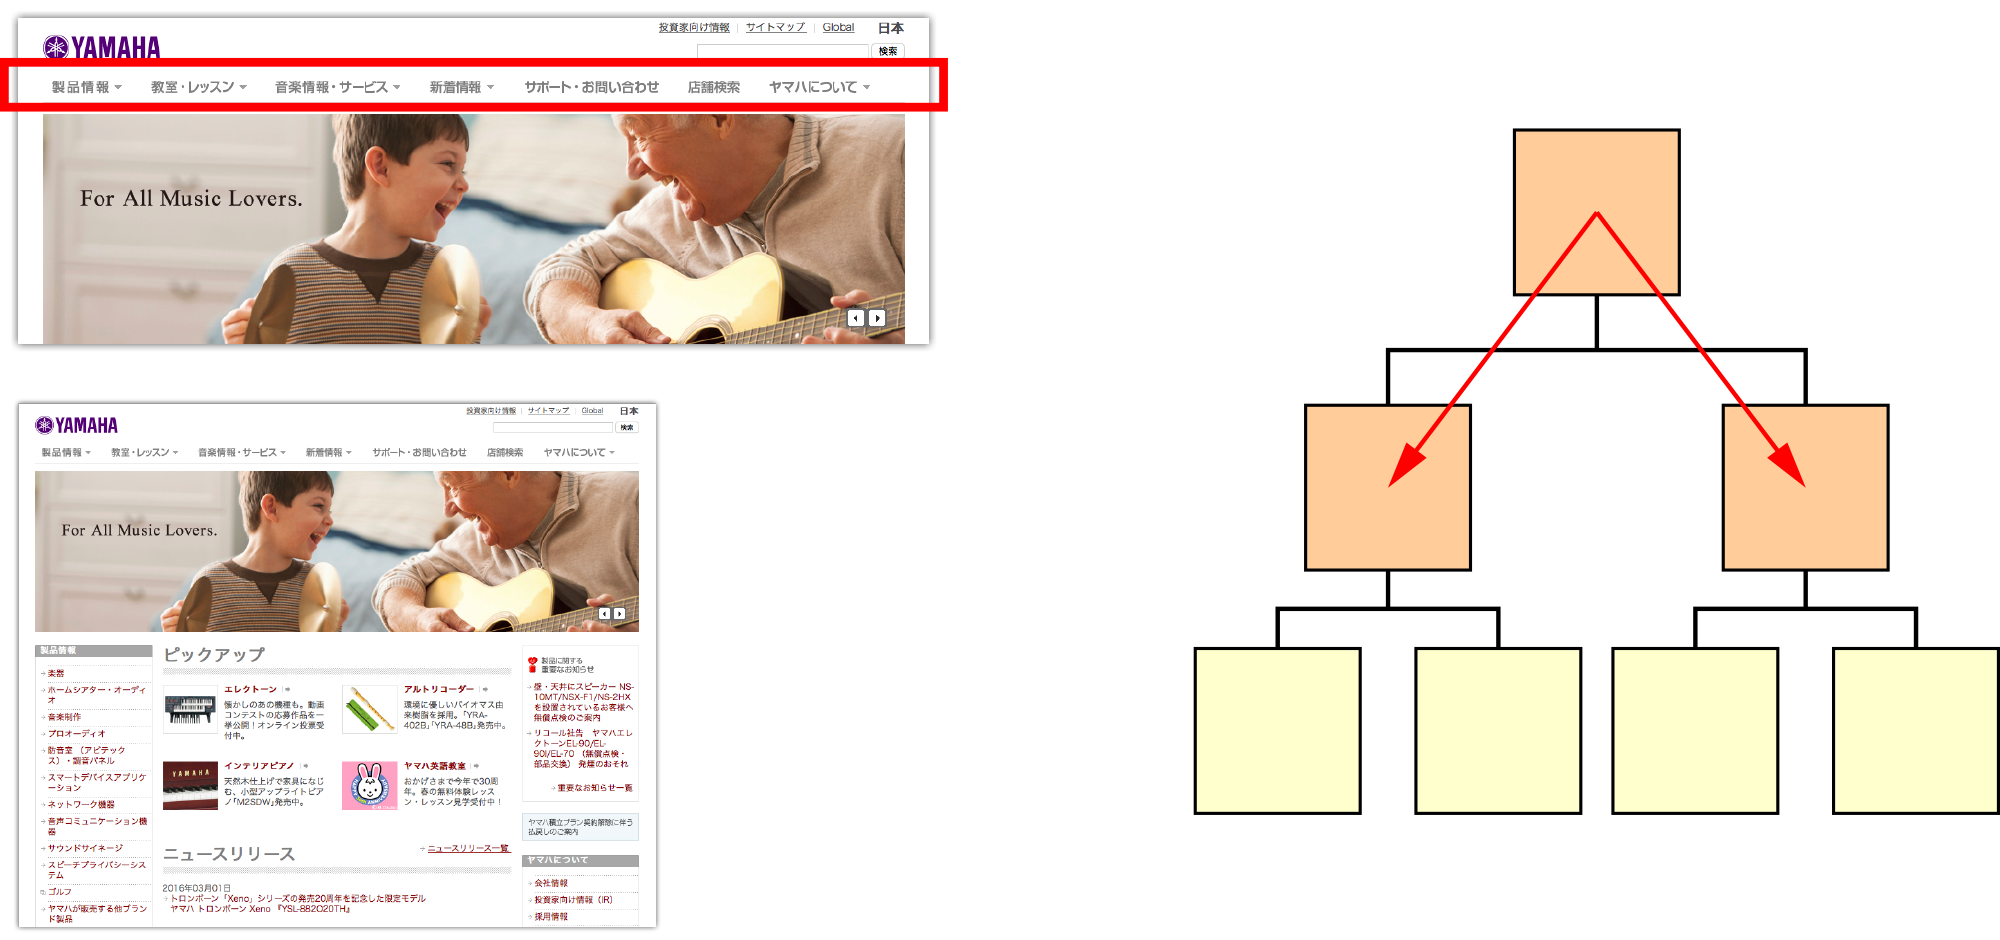 投資家向け情報 | サイトマップ | Global 日本
YAMAHA
検索
製品情報 教室・レッスン 音楽情報・サービス 新着情報 サポート・お問い合わせ 店舗検索 ヤマハについて
For All Music Lovers.
投資家向け情報 | サイトマップ | Global 日本
YAMAHA
検索
製品情報 教室・レッスン 音楽情報・サービス 新着情報 サポート・お問い合わせ 店舗検索 ヤマハについて
For All Music Lovers.
製品情報
楽器
ホームシアター・オーディ
オ
音楽制作
プロオーディオ
防音室 （アビテック
ス）・調音パネル
スマートデバイスアプリケ
ーション
ネットワーク機器
音声コミュニケーション機
器
サウンドサイネージ
スピーチプライバシーシス
テム
ゴルフ
ヤマハが販売する他ブラン
ド製品
ピックアップ
エレクトーン
懐かしのあの機種も。動画
コンテストの応募作品を一
挙公開！オンライン投票受
付中。
アルトリコーダー
環境に優しいバイオマス由
来樹脂を採用。「YRA-
402B」「YRA-48B」発売中。
インテリアピアノ
天然木仕上げで家具になじ
む、小型アップライトピア
ノ「M2SDW」発売中。
YAMAHA
ヤマハ英語教室
おかげさまで今年で30周
年。春の無料体験レッス
ン・レッスン見学受付中！
ニュースリリース
ニュースリリース一覧
2016年03月01日
トロンボーン「Xeno」シリーズの発売20周年を記念した限定モデル
ヤマハ トロンボーン Xeno 『YSL-882O20TH』
製品に関する
重要なお知らせ
壁・天井にスピーカー NS-
10MT/NSX-F1/NS-2HX
を設置されているお客様へ
無償点検のご案内
リコール社告　ヤマハエレ
クトーンEL-90/EL-
90I/EL-70 （無償点検・
部品交換） 発煙のおそれ
重要なお知らせ一覧
ヤマハ積立プラン契約解除に伴う
払戻しのご案内
ヤマハについて
会社情報
投資家向け情報（IR）
採用情報